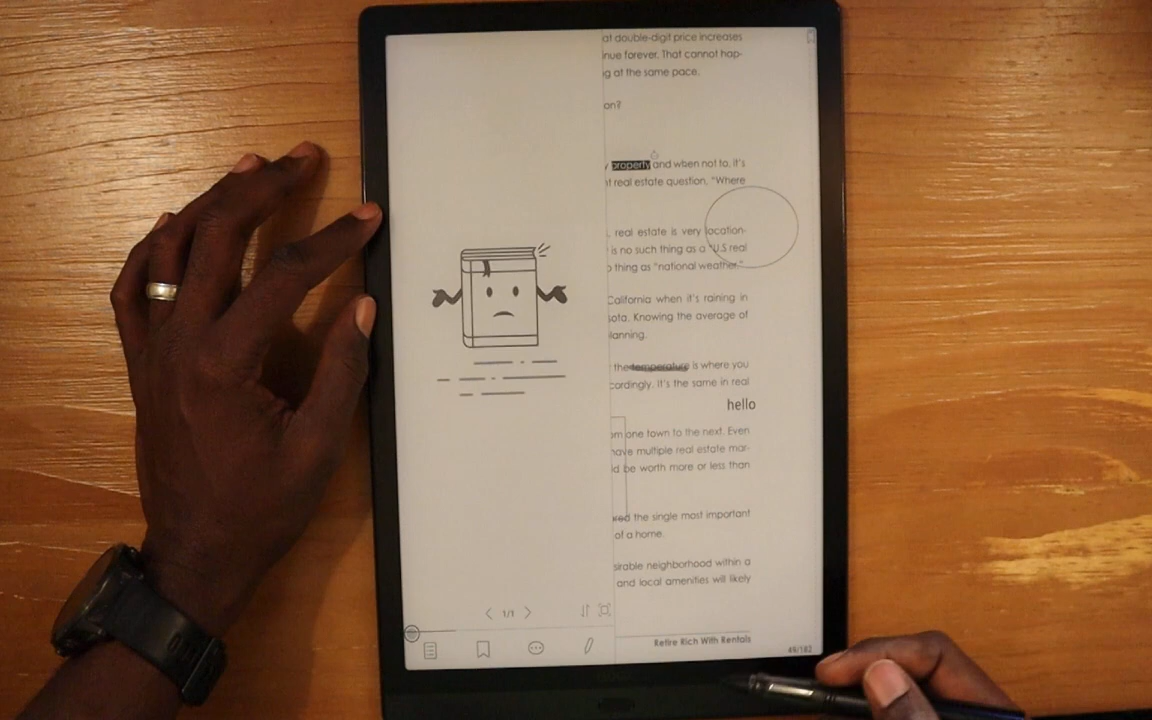 at double-digit price increases
nue forever. That cannot hap-
g at the same pace.
on?
property and when not to, it's
t real estate question, "Where
, real estate is very location-
is no such thing as a "U.S real
thing as "national weather."
California when it's raining in
sota. Knowing the average of
lanning.
the temperature is where you
cordingly. It's the same in real
hello
om one town to the next. Even
have multiple real estate mar-
ld be worth more or less than
red the single most important
of a home.
sirable neighborhood within a
and local amenities will likely
1/1
Retire Rich With Rentals
49/182